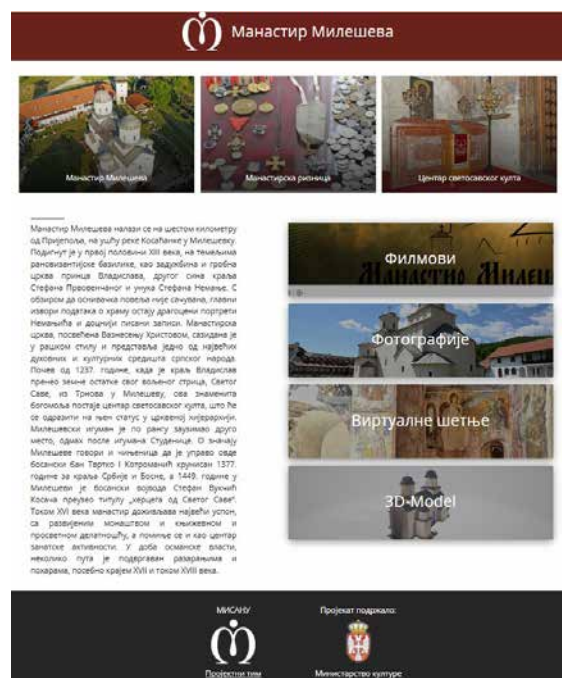 Манастир Милешева
Манастир Милешева
Манастирска ризница
Центар светосавског култа
Манастир Милешева налази се на шестом километру
од Пријепоља, на ушћу реке Косаћанке у Милешевку.
Подигнут је у првој половини XIII века, на темељима
рановизантијске базилике, као задужбина и гробна
црква принца Владислава, другог сина краља
Стефана Првовенчаног и унука Стефана Немање. С
обзиром да оснивачка повеља није сачувана, главни
извори података о храму остају драгоцени портрети
Немањића и доцнији писани записи. Манастирска
црква, посвећена Вазнесењу Христовом, сазидана је
у рашком стилу и представља једно од највећих
духовних и културних средишта српског народа.
Почев од 1237. године, када је краљ Владислав
пренео земне остатке свог вољеног стрица, Светог
Саве, из Трнова у Милешеву, ова знаменита
богомоља постаје центар светосавског култа, што ће
се одразити на њен статус у црквеној хијерархији.
Милешевски игуман је по рангу заузимао друго
место, одмах после игумана Студенице. О значају
Милешеве говори и чињеница да је управо овде
босански бан Твртко I Котроманић крунисан 1377.
године за краља Србије и Босне, а 1449. године у
Милешеви је босански војвода Стефан Вукчић
Косача преузео титулу „херцега од Светог Саве“.
Током XVI века манастир доживљава највећи успон,
са развијеним монаштвом и књижевном и
просветном делатношћу, а помиње се и као центар
занатске активности. У доба османске власти,
неколико пута је подвргаван разарањима и
похарама, посебно крајем XVII и током XVIII века.
Филмови
Манастир Милеш
Фотографије
Виртуалне шетње
3D-Model
МИСАНУ
Пројектни тим
Пројекат подржало:
Министарство културе